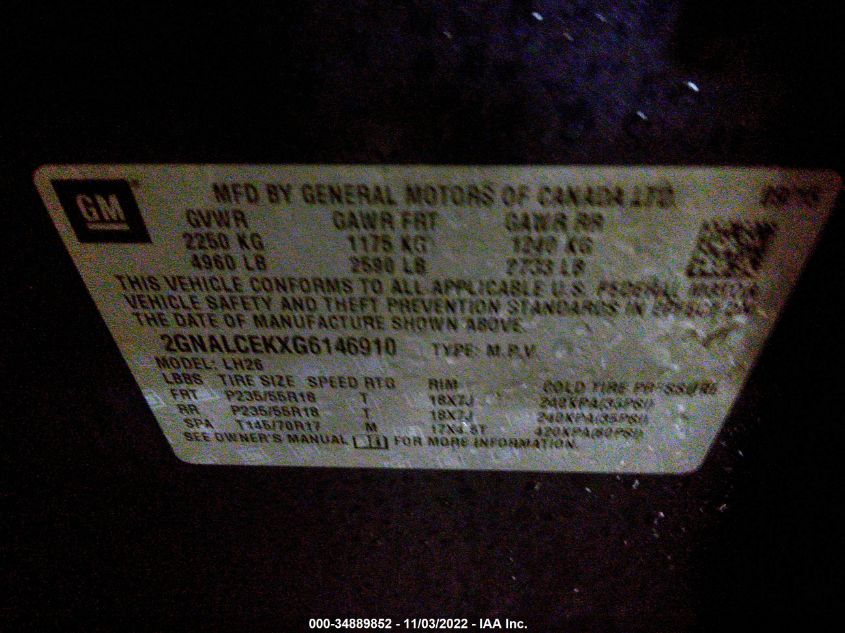 GM
MFD BY GENERAL MOTORS OF CANADA LTD.
GVWR GAWR FRT GAWR RR
2250 KG 1175 KG 1240 KG
4960 LB 2590 LB 2733 LB
THIS VEHICLE CONFORMS TO ALL APPLICABLE U.S. FEDERAL MOTOR
VEHICLE SAFETY AND THEFT PREVENTION STANDARDS IN EFFECT ON
THE DATE OF MANUFACTURE SHOWN ABOVE.
2GNALCEKXG6146910 TYPE: M.P.V.
MODEL: LH26
TIRE SIZE SPEED RTG RIM COLD TIRE PRESSURE
FRT P235/55R18 T 18X7J 240KPA(35PSI)
RR P235/55R18 T 18X7J 240KPA(35PSI)
SPA T145/70R17 M 17X4.5T 420KPA(60PSI)
SEE OWNER'S MANUAL FOR MORE INFORMATION.
000-34889852 - 11/03/2022 - IAA Inc.